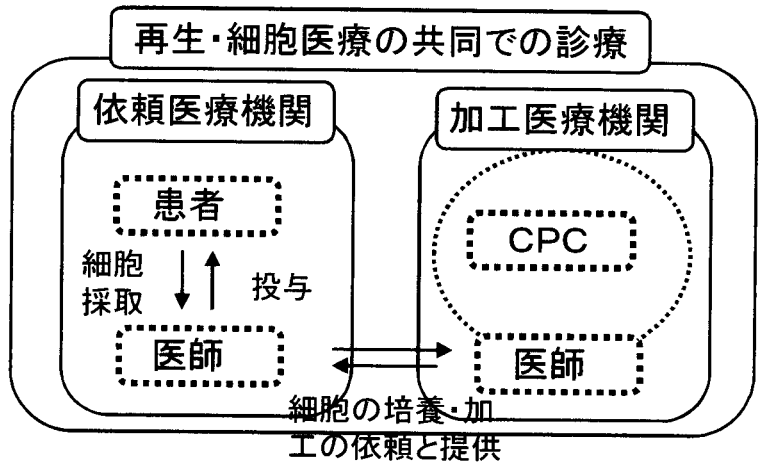 再生・細胞医療の共同での診療
依頼医療機関
加工医療機関
患者
CPC
細胞
採取
投与
医師
医師
細胞の培養・加
工の依頼と提供